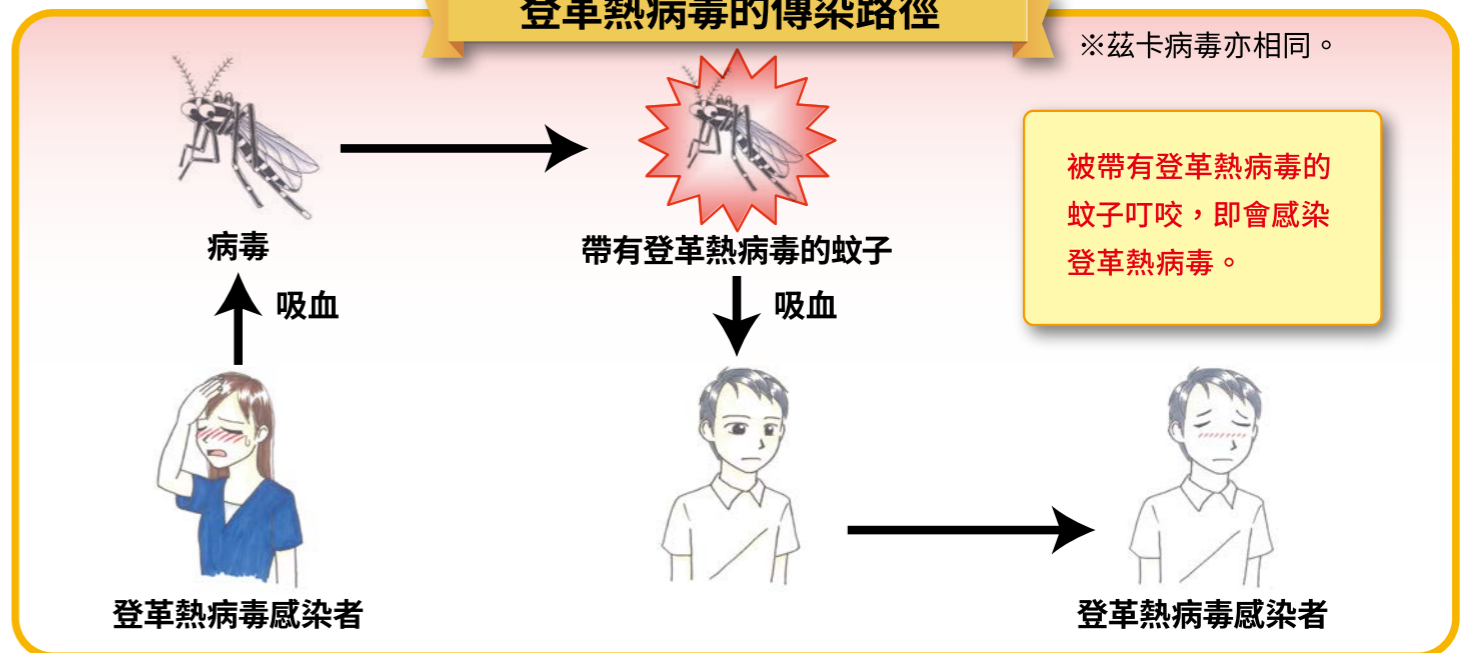 登革熱病毒的傳染路徑
※茲卡病毒亦相同。
病毒
帶有登革熱病毒的蚊子
被帶有登革熱病毒的
蚊子叮咬，即會感染
登革熱病毒。
吸血
吸血
登革熱病毒感染者
登革熱病毒感染者